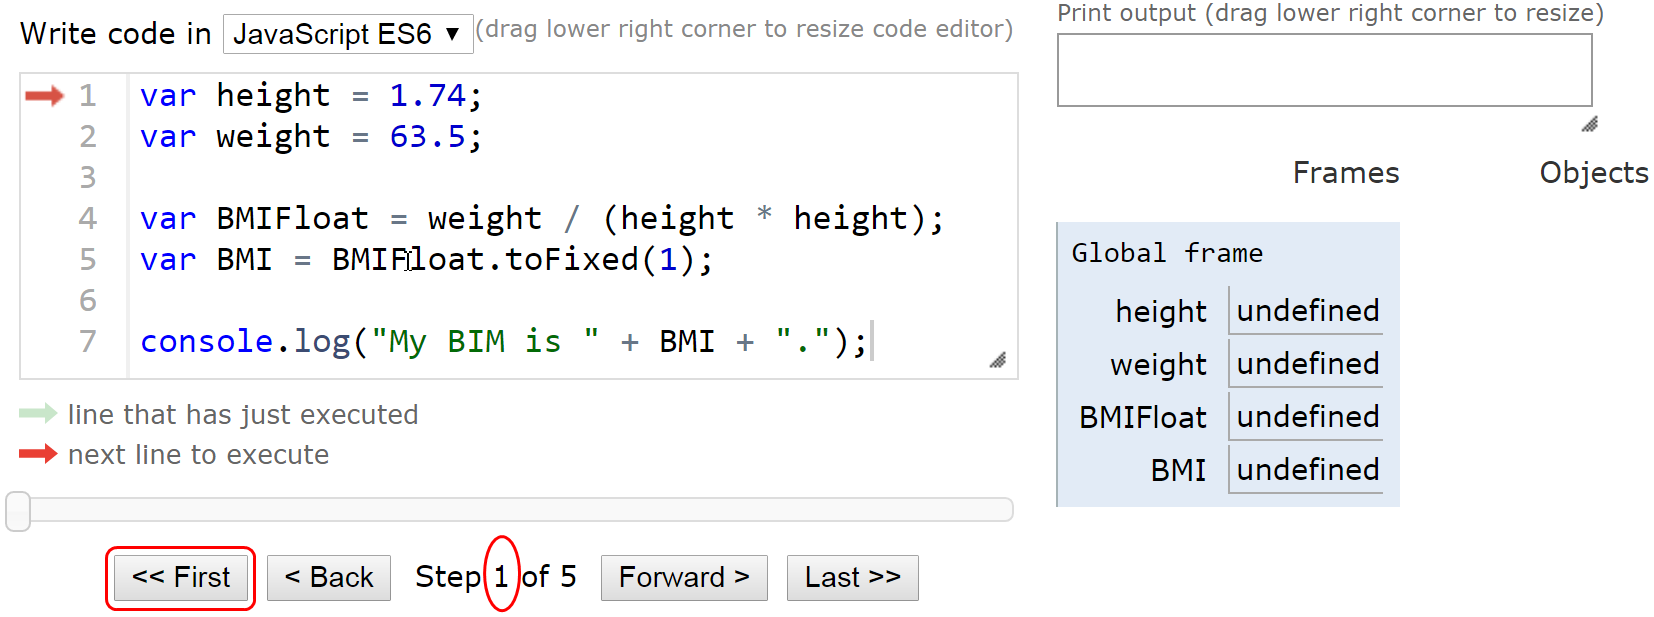 Write code in JavaScript ES6 ▼ (drag lower right corner to resize code editor)
1 var height = 1.74;
2 var weight = 63.5;
3
4 var BMIFloat = weight / (height * height);
5 var BMI = BMIFloat.toFixed(1);
6
7 console.log("My BIM is " + BMI + ".");
line that has just executed
next line to execute
<< First < Back Step 1 of 5 Forward > Last >>
Print output (drag lower right corner to resize)
Frames Objects
Global frame
height undefined
weight undefined
BMIFloat undefined
BMI undefined